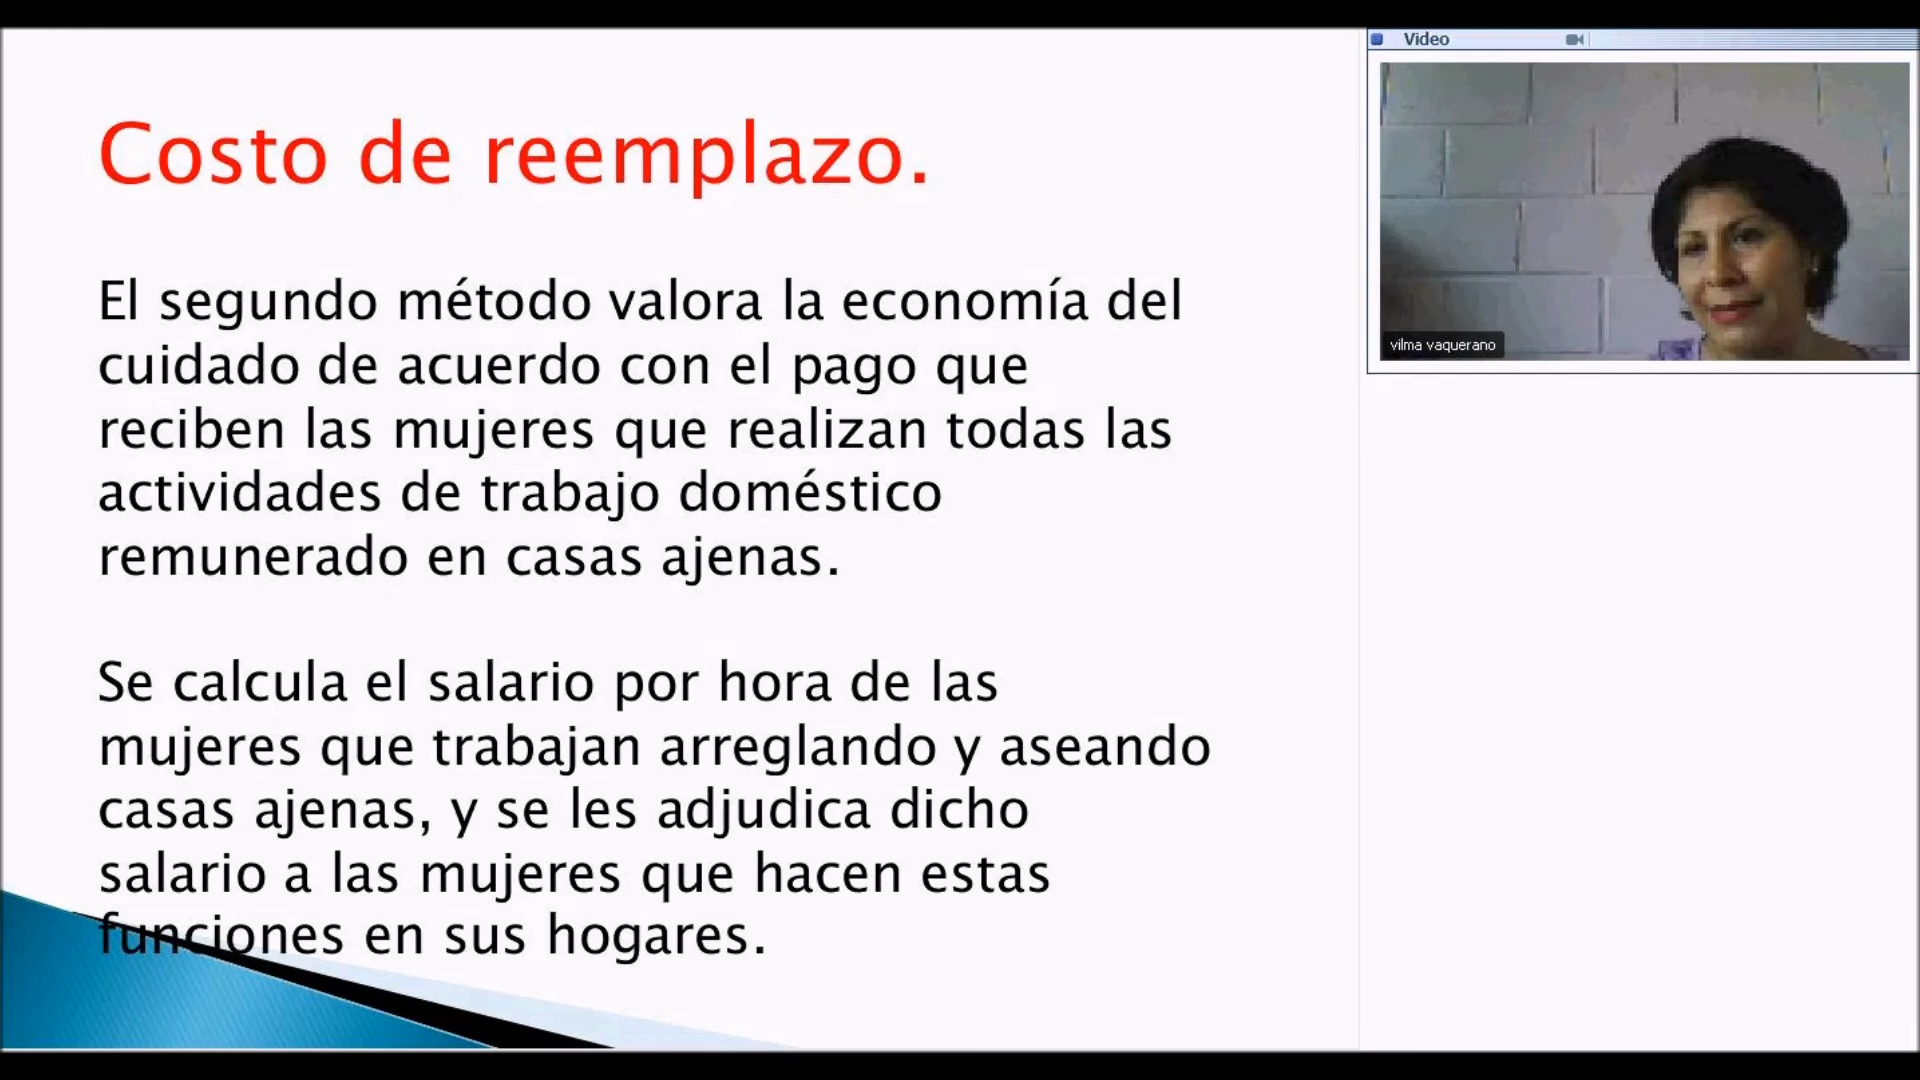 Costo de reemplazo.
El segundo método valora la economía del
cuidado de acuerdo con el pago que
reciben las mujeres que realizan todas las
actividades de trabajo doméstico
remunerado en casas ajenas.
Se calcula el salario por hora de las
mujeres que trabajan arreglando y aseando
casas ajenas, y se les adjudica dicho
salario a las mujeres que hacen estas
funciones en sus hogares.
Video
vilma vaquerano